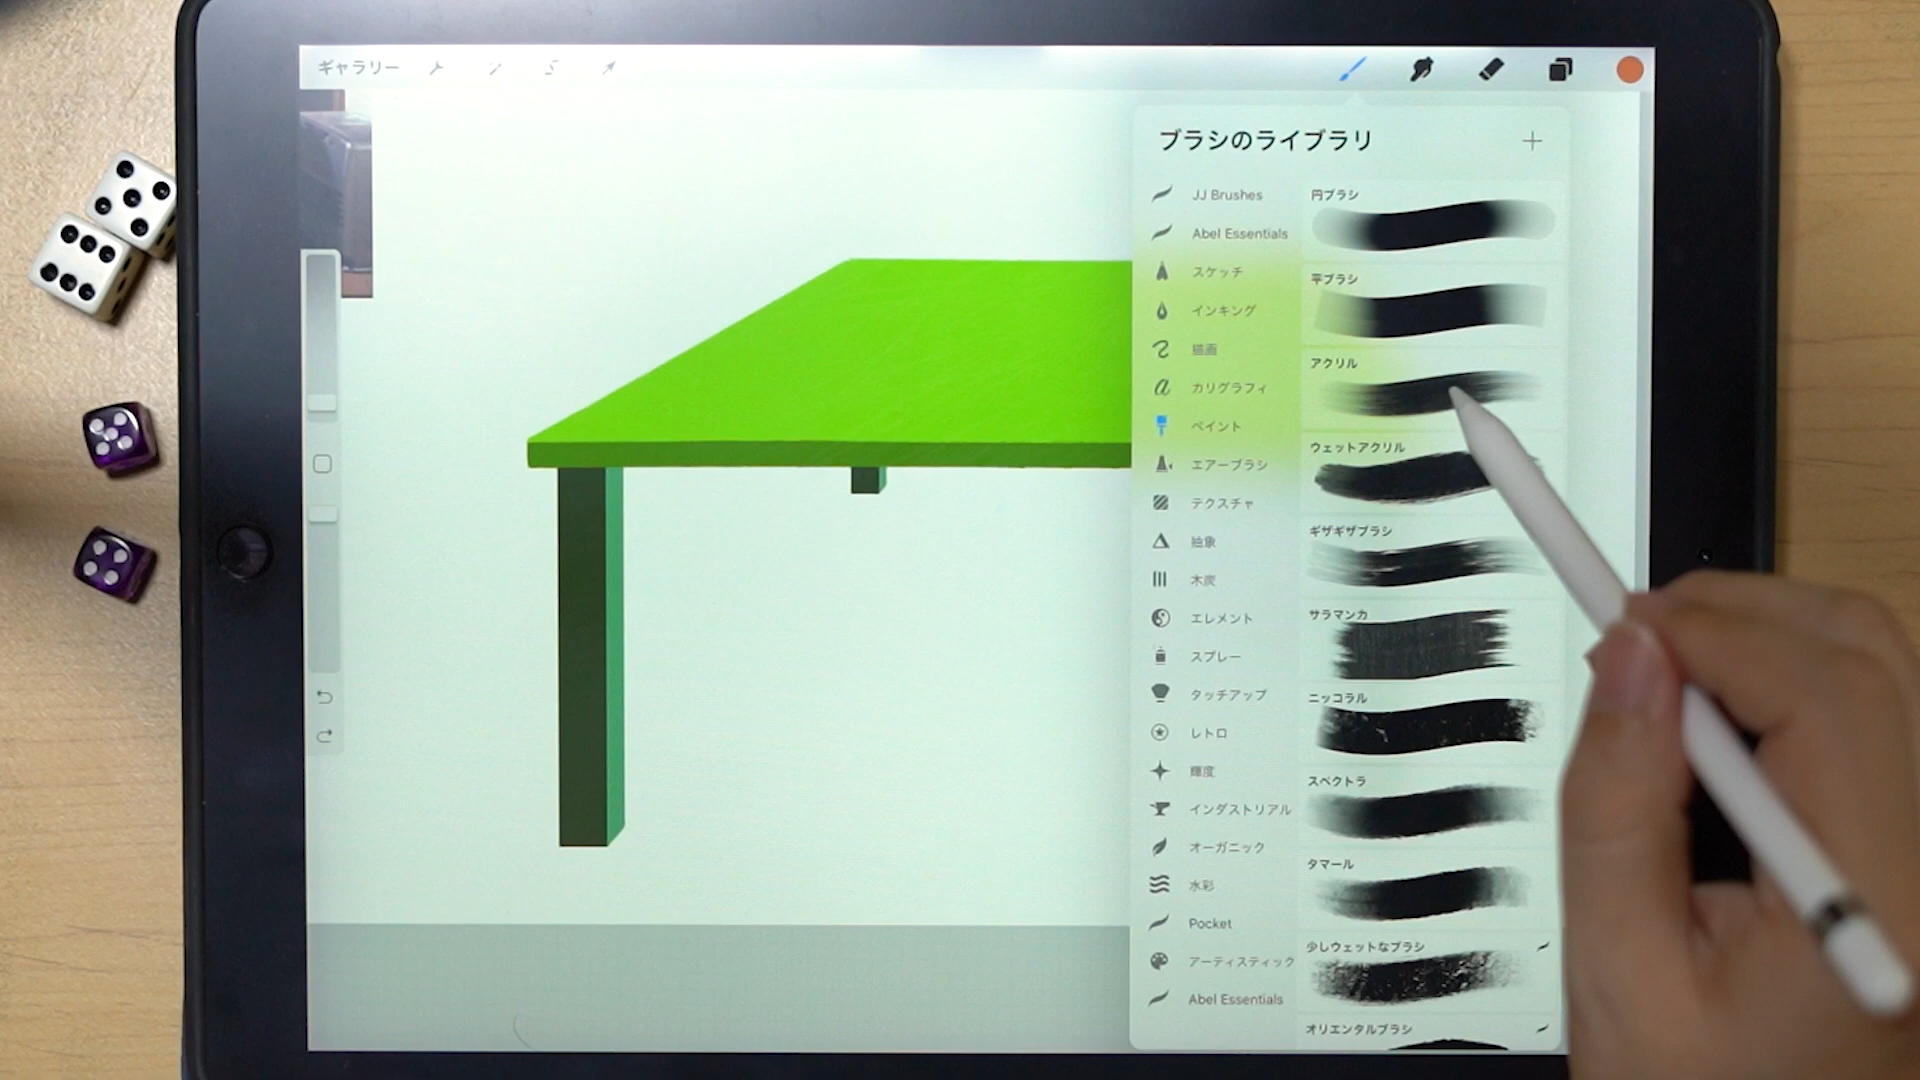 ギャラリー
ブラシのライブラリ
JJ Brushes
Abel Essentials
スケッチ
インキング
描画
カリグラフィ
ペイント
エアーブラシ
テクスチャ
抽象
木炭
エレメント
スプレー
タッチアップ
レトロ
輝度
インダストリアル
オーガニック
水彩
Pocket
アーティスティック
Abel Essentials
円ブラシ
平ブラシ
アクリル
ウェットアクリル
ギザギザブラシ
サラマンカ
ニッコラル
スペクトラ
タマール
少しウェットなブラシ
オリエンタルブラシ